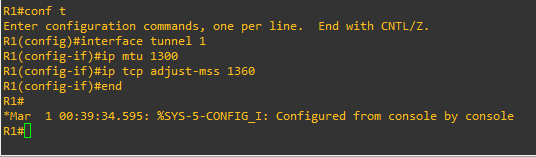 R1#conf t
Enter configuration commands, one per line.  End with CNTL/Z.
R1(config)#interface tunnel 1
R1(config-if)#ip mtu 1300
R1(config-if)#ip tcp adjust-mss 1360
R1(config-if)#end
R1#
*Mar  1 00:39:34.595: %SYS-5-CONFIG_I: Configured from console by console
R1#